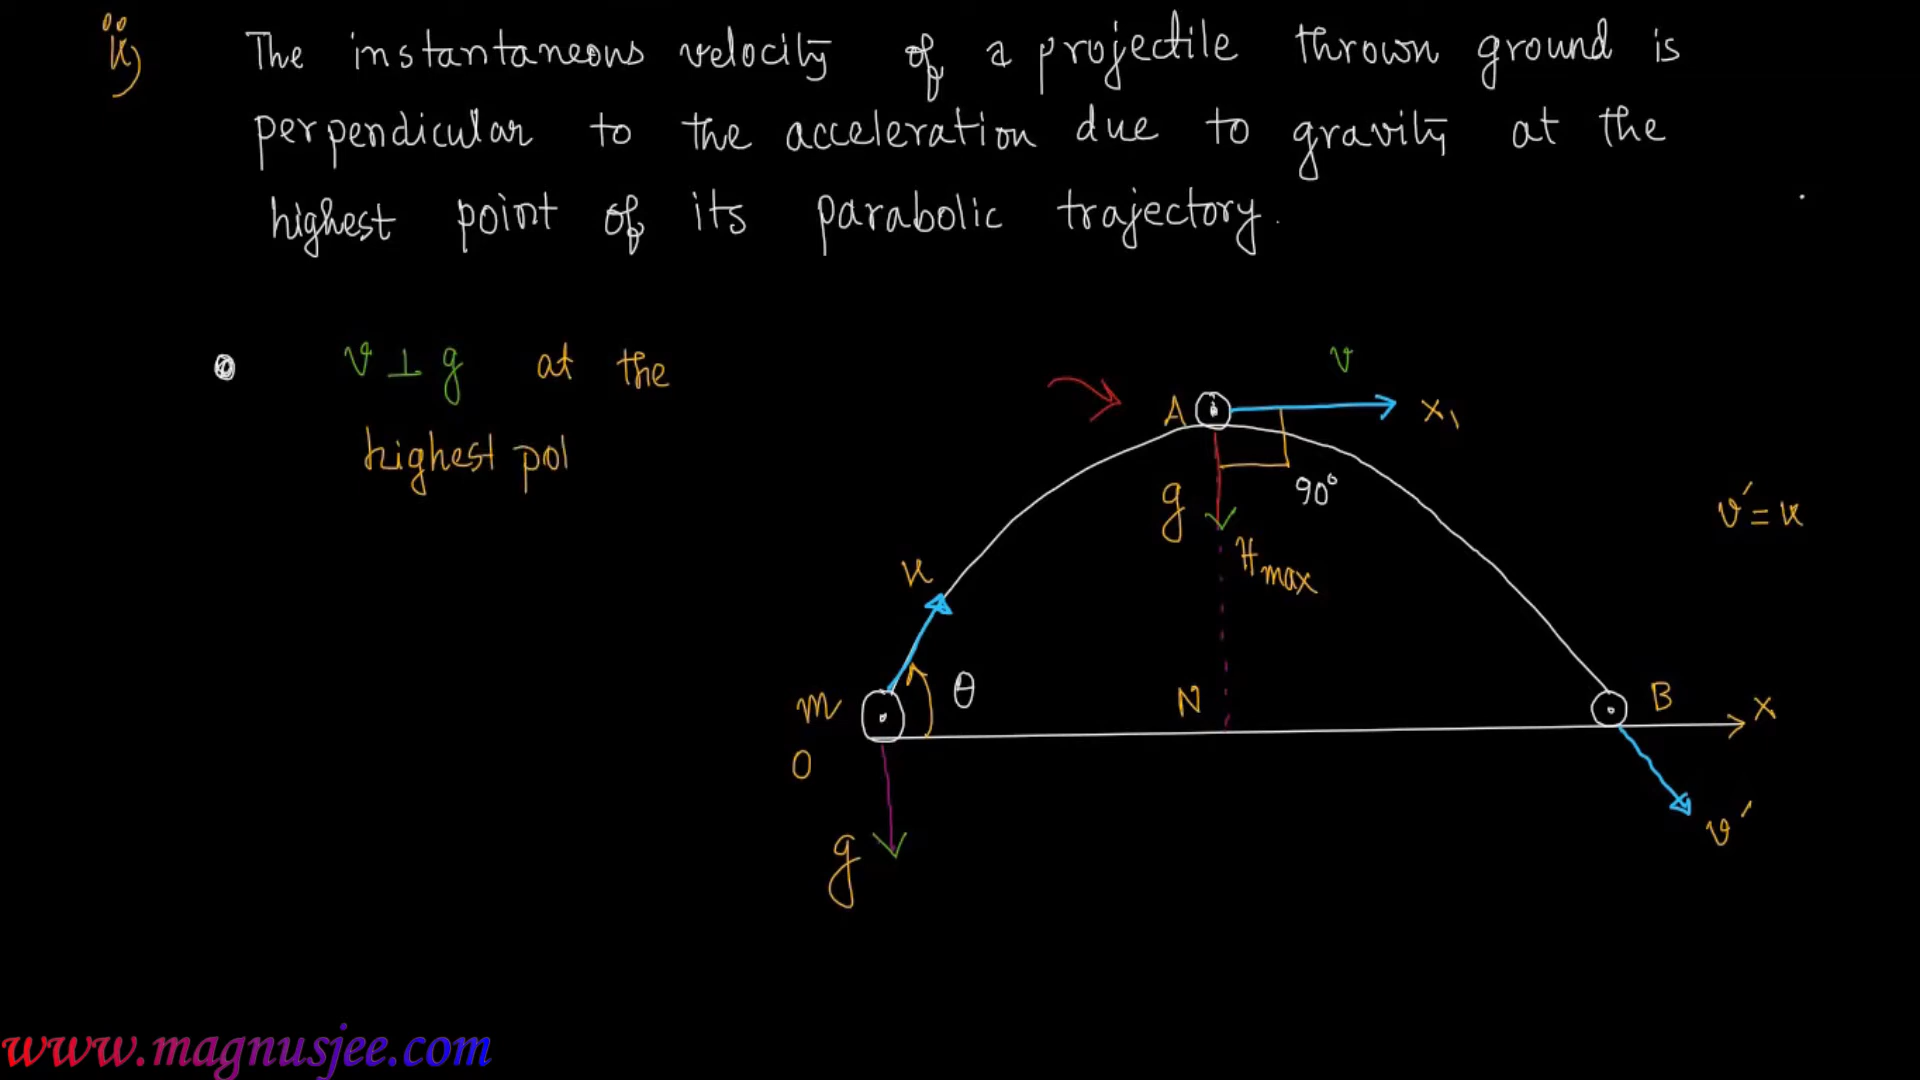 ii)
The instantaneous velocity of a projectile thrown ground is
perpendicular to the acceleration due to gravity at the
highest point of its parabolic trajectory.
v ⊥ g at the
highest poi
v
A
x₁
g
90°
Hmax
v' = u
u
m
θ
N
B
x
O
v'
g
www.magnusjee.com